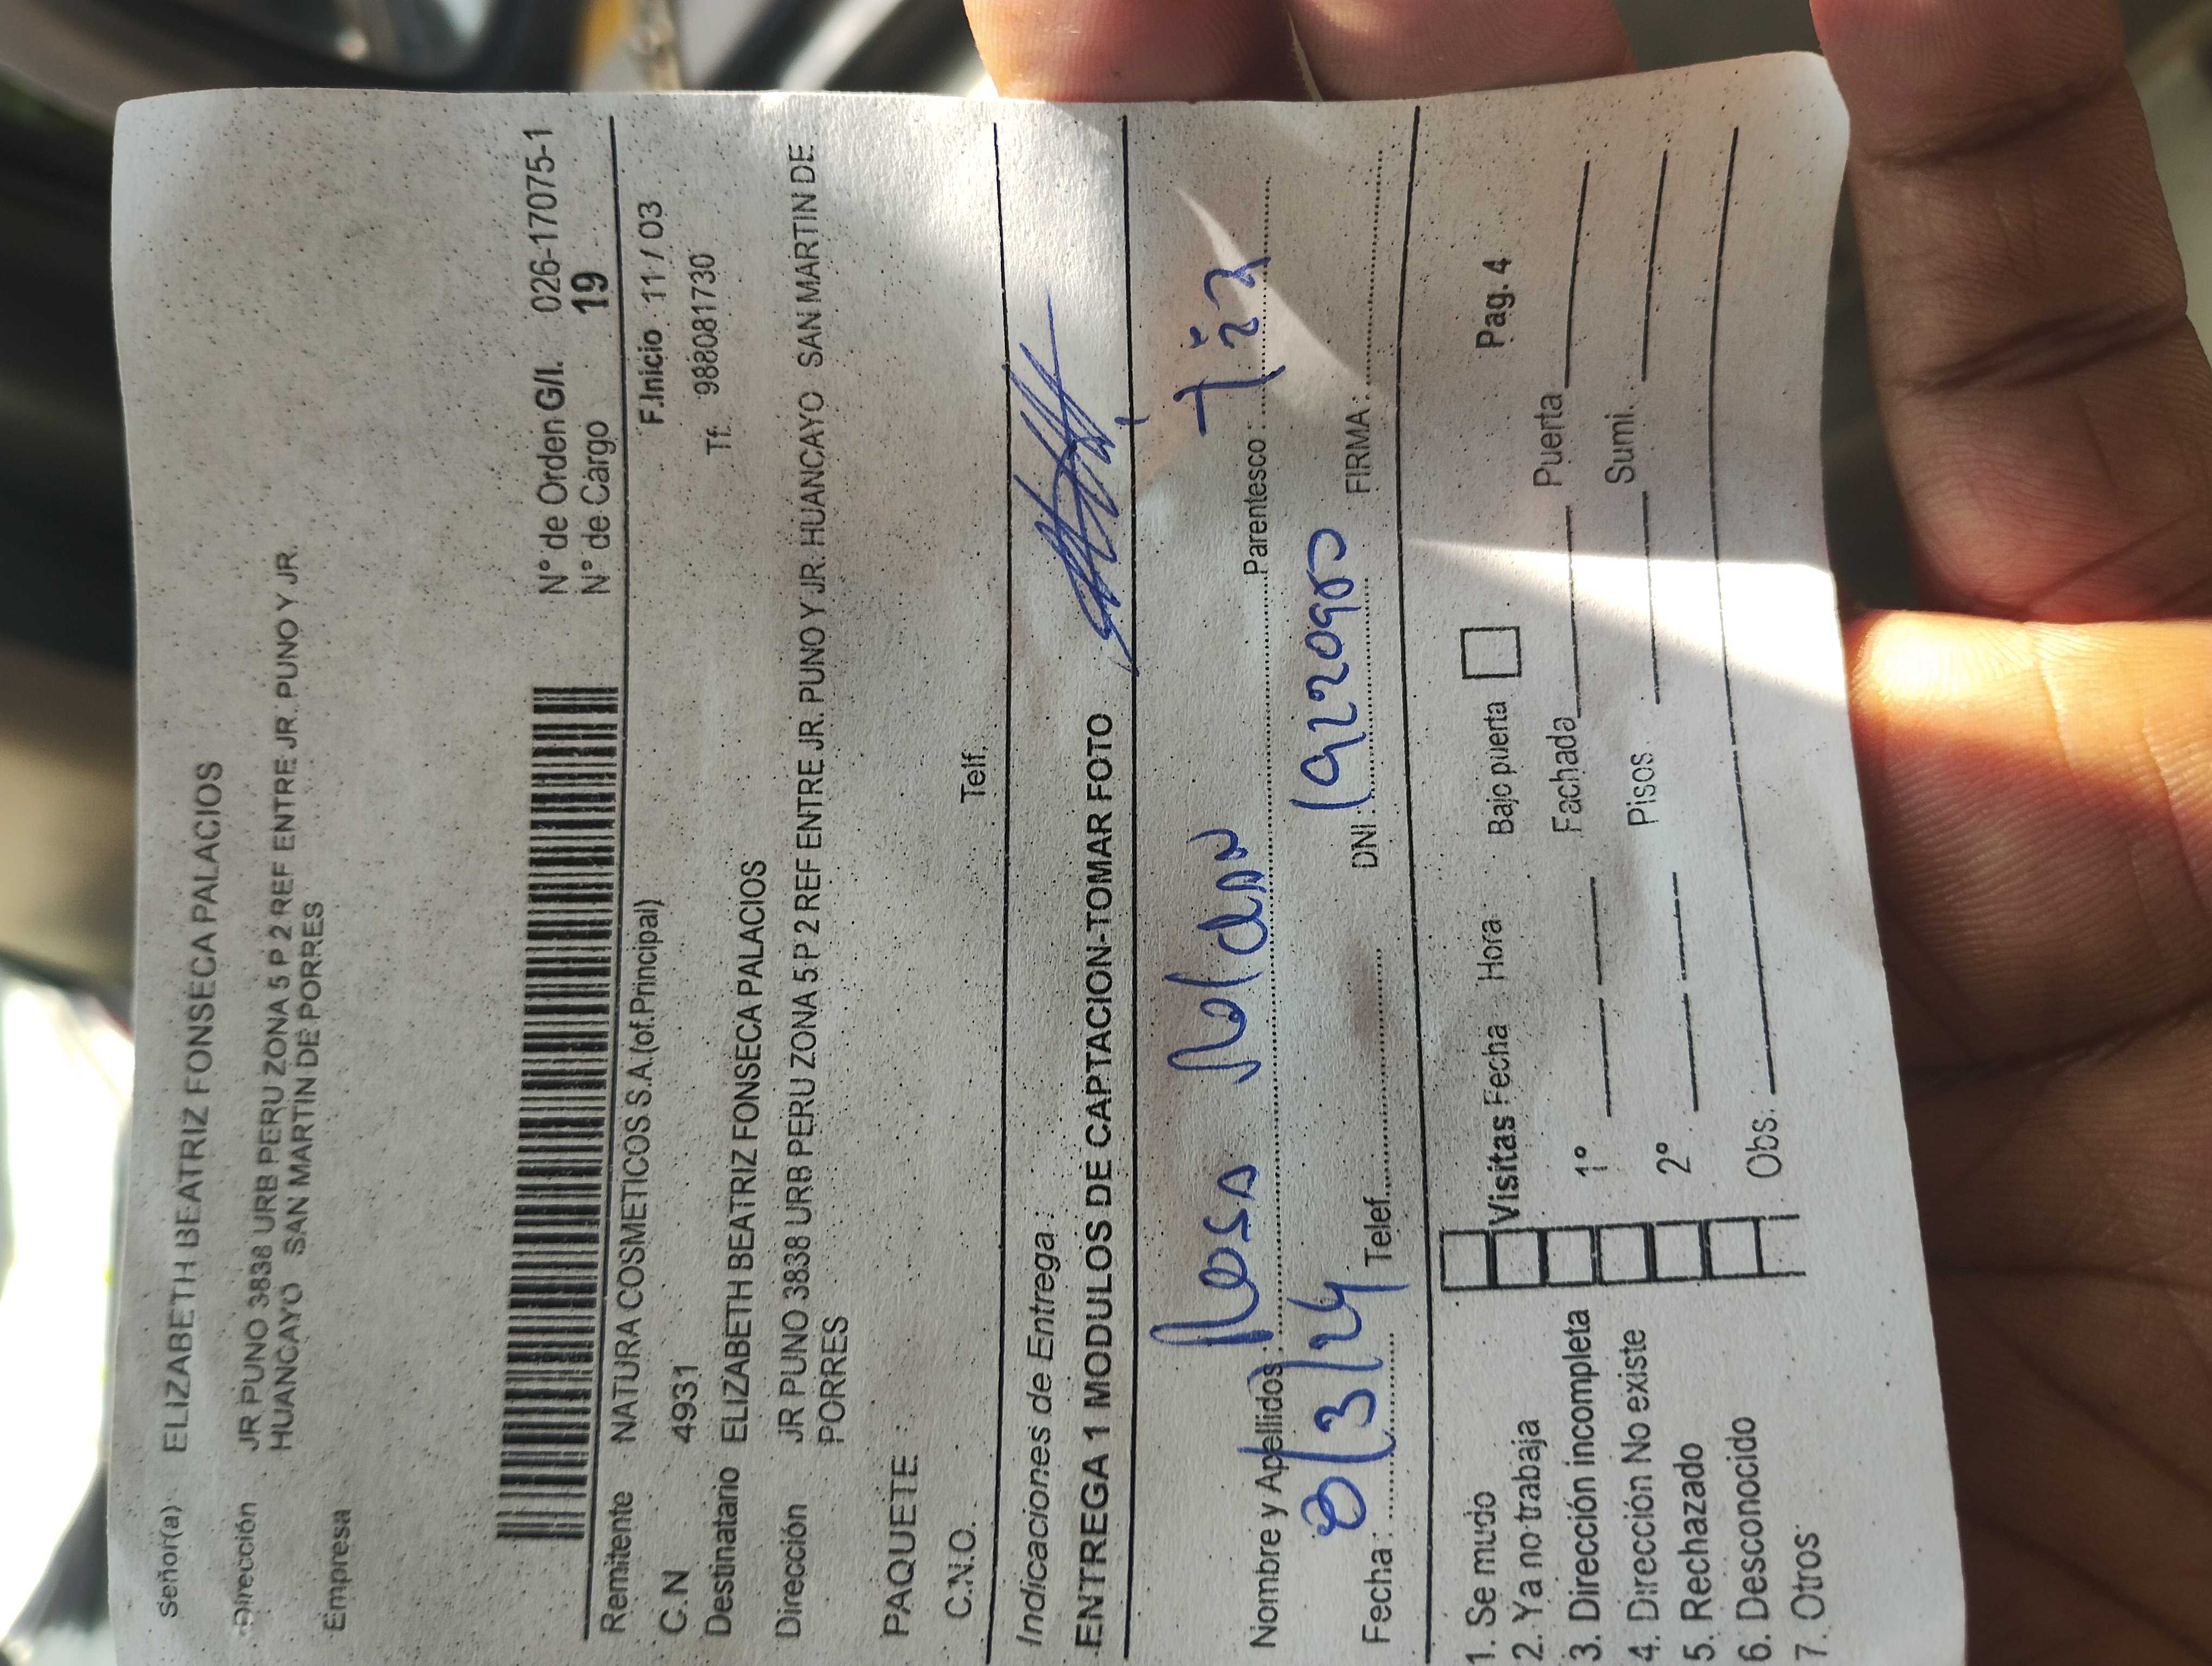 Señor(a) ELIZABETH BEATRIZ FONSECA PALACIOS
Dirección JR PUNO 3838 URB PERU ZONA 5 P 2 REF ENTRE JR. PUNO Y JR.
HUANCAYO SAN MARTIN DE PORRES
Empresa
N° de Orden G/I. 026-17075-1
N° de Cargo 19
Remitente NATURA COSMETICOS S.A.(of.Principal) F.Inicio 11 / 03
C.N 4931 Tf. 988081730
Destinatario ELIZABETH BEATRIZ FONSECA PALACIOS
Dirección JR PUNO 3838 URB PERU ZONA 5 P 2 REF ENTRE JR. PUNO Y JR. HUANCAYO SAN MARTIN DE
PORRES
PAQUETE :
C.N.O. Telf.
Indicaciones de Entrega :
ENTREGA 1 MODULOS DE CAPTACION-TOMAR FOTO
Nombre y Apellidos : Rosa Roldan Parentesco : tia
Fecha : 8/3/24 Telef. DNI : FIRMA :
1. Se mudo Visitas Fecha Hora Bajo puerta Pag. 4
2. Ya no trabaja
3. Dirección incompleta 1° Fachada Puerta
4. Dirección No existe
5. Rechazado 2° Pisos Sumi.
6. Desconocido
7. Otros Obs.